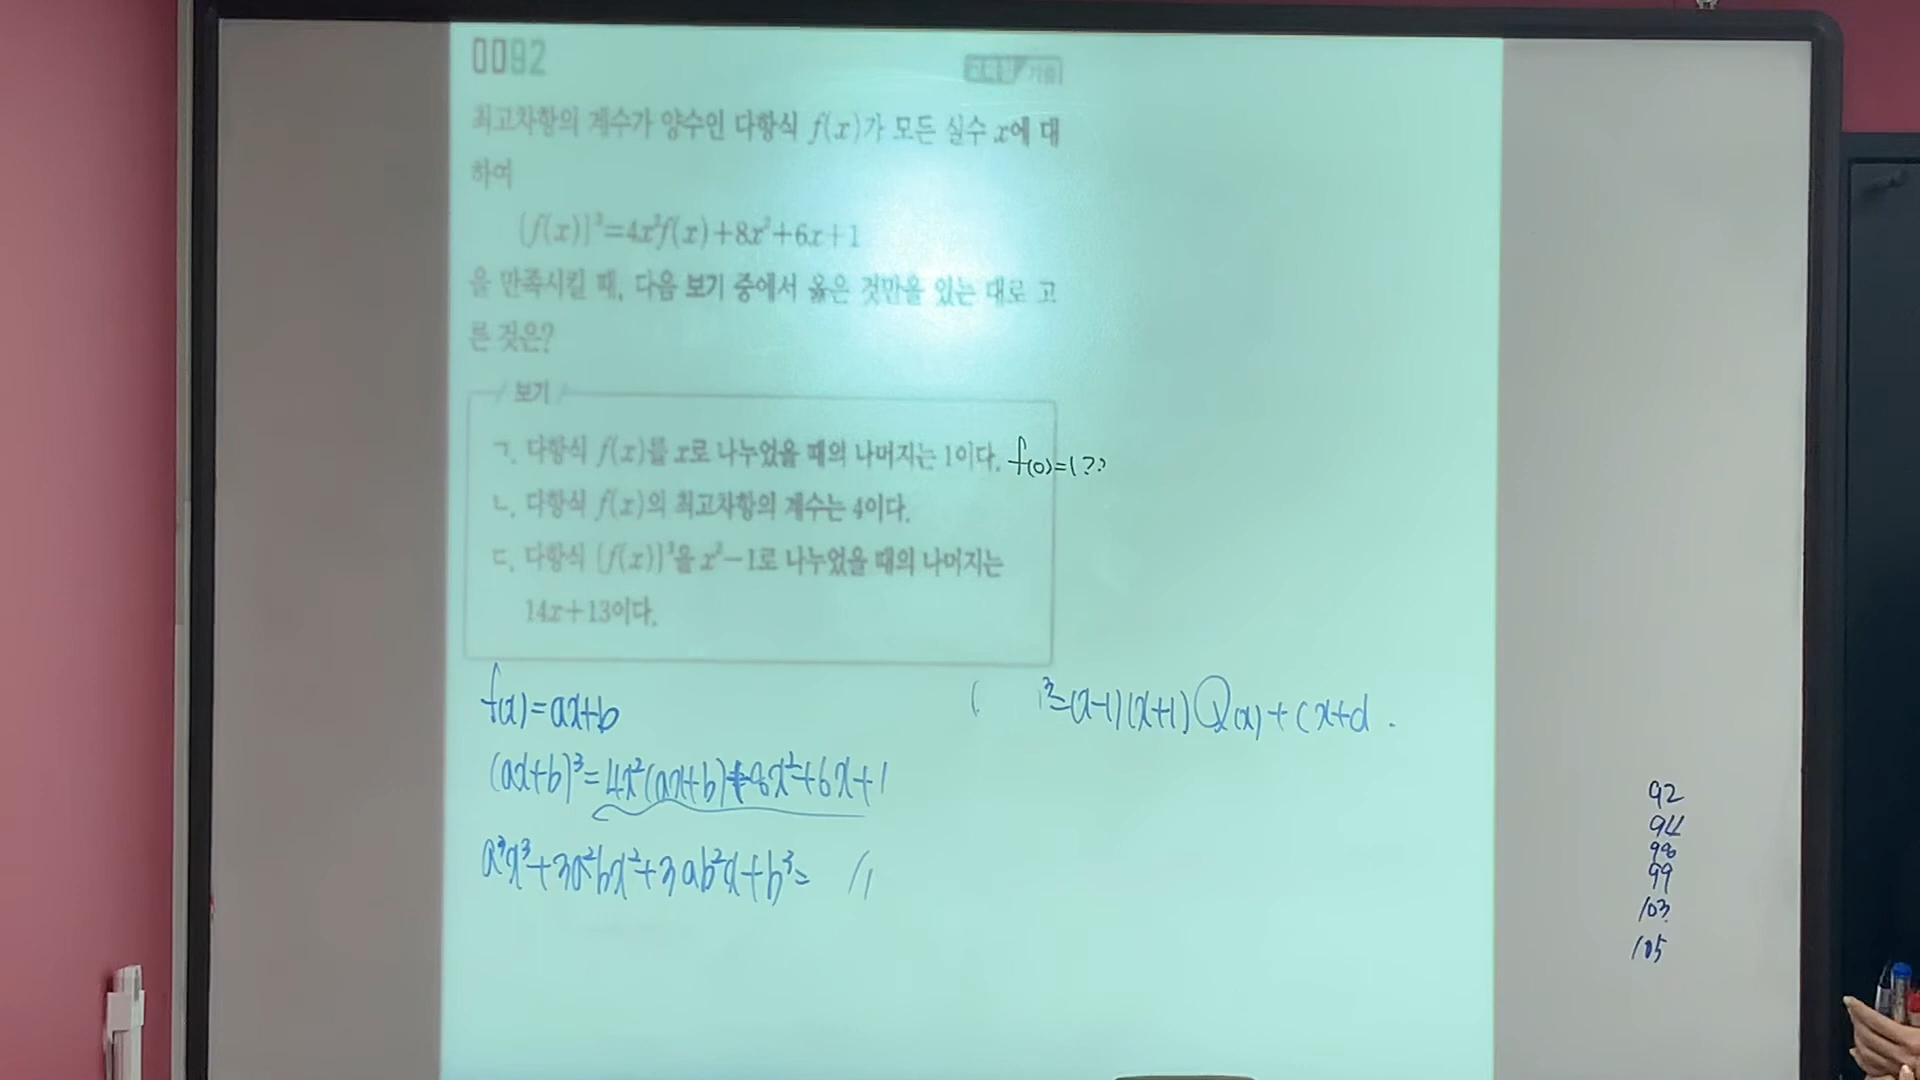 0092
최고차항의 계수가 양수인 다항식 f(x)가 모든 실수 x에 대
하여
{f(x)}³=4x²f(x)+8x²+6x+1
을 만족시킬 때, 다음 보기 중에서 옳은 것만을 있는 대로 고
른 것은?
보기
ㄱ. 다항식 f(x)를 x로 나누었을 때의 나머지는 1이다. f(0)=1??
ㄴ. 다항식 f(x)의 최고차항의 계수는 4이다.
ㄷ. 다항식 {f(x)}³을 x²-1로 나누었을 때의 나머지는
14x+13이다.
f(x)=ax+b
(ax+b)³=4x²(ax+b)+8x²+6x+1
a³x³+3a²bx²+3ab²x+b³= 〃
( )³=(x-1)(x+1)Q(x)+cx+d.
92
94
98
99
103
105